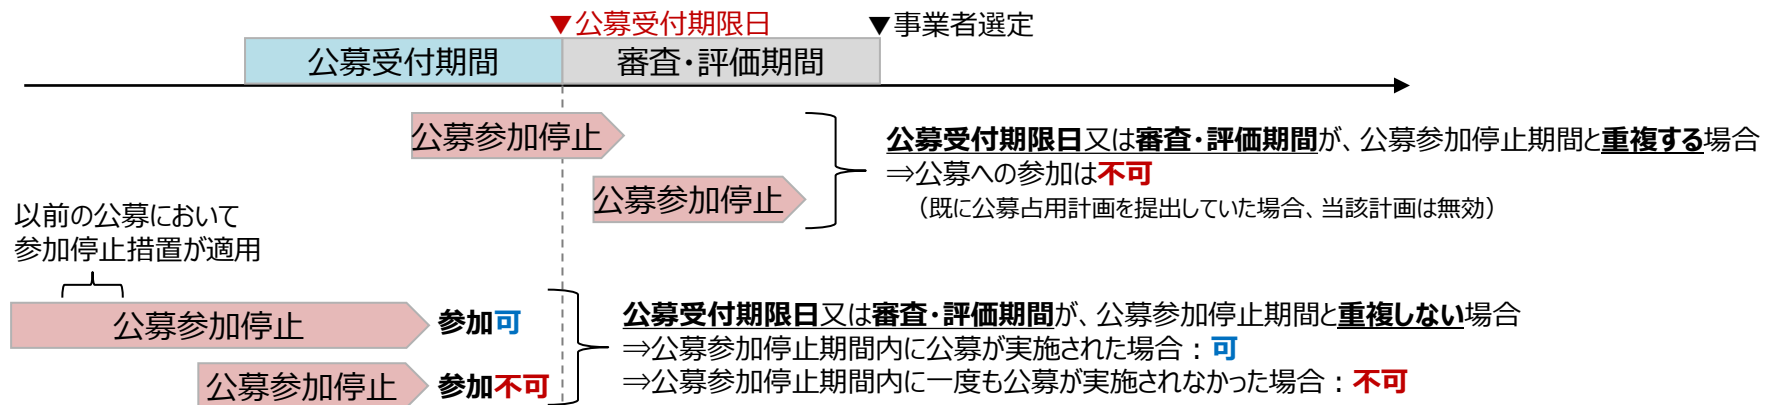 ▼公募受付期限日
▼事業者選定
公募受付期間
審査・評価期間
公募参加停止
公募参加停止
公募受付期限日又は審査・評価期間が、公募参加停止期間と重複する場合
⇒公募への参加は不可
（既に公募占用計画を提出していた場合、当該計画は無効）
以前の公募において
参加停止措置が適用
公募参加停止
参加可
公募参加停止
参加不可
公募受付期限日又は審査・評価期間が、公募参加停止期間と重複しない場合
⇒公募参加停止期間内に公募が実施された場合：可
⇒公募参加停止期間内に一度も公募が実施されなかった場合：不可